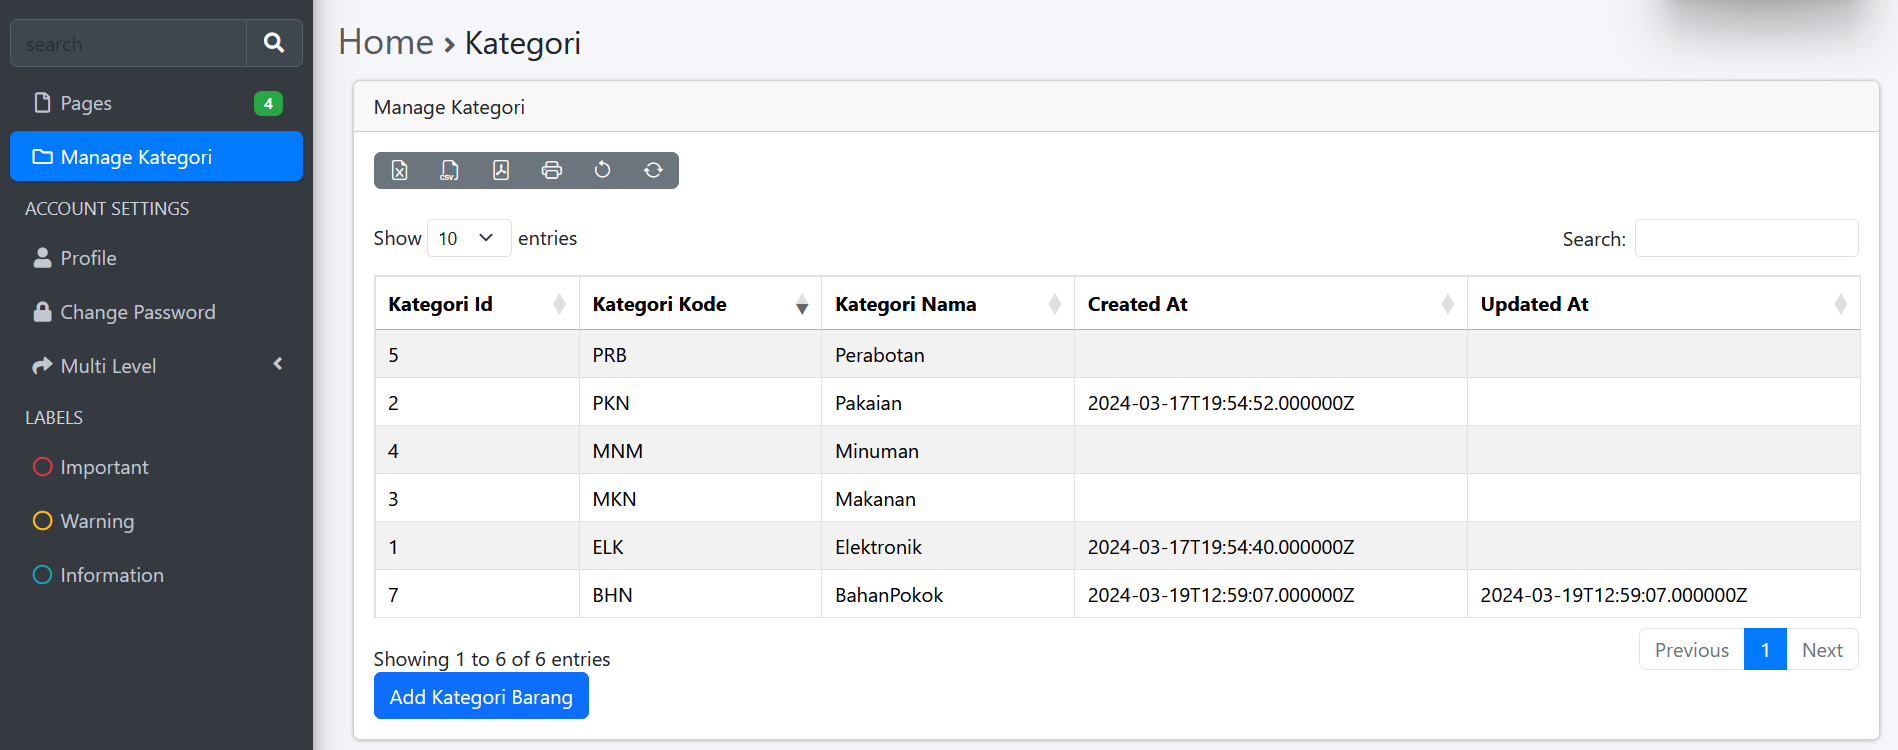 search
Pages 4
Manage Kategori
ACCOUNT SETTINGS
Profile
Change Password
Multi Level
LABELS
Important
Warning
Information
Home › Kategori
Manage Kategori
CSV
Show 10 entries
Search:
Kategori Id Kategori Kode Kategori Nama Created At Updated At
5 PRB Perabotan
2 PKN Pakaian 2024-03-17T19:54:52.000000Z
4 MNM Minuman
3 MKN Makanan
1 ELK Elektronik 2024-03-17T19:54:40.000000Z
7 BHN BahanPokok 2024-03-19T12:59:07.000000Z 2024-03-19T12:59:07.000000Z
Showing 1 to 6 of 6 entries
Previous 1 Next
Add Kategori Barang